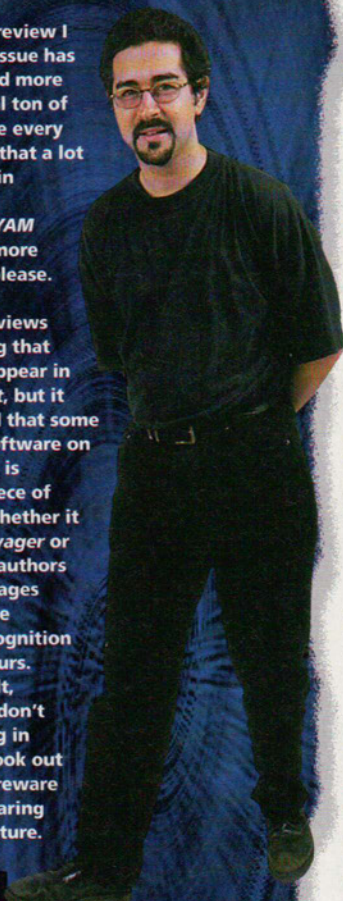 review I
ssue has
d more
l ton of
e every
that a lot
in
YAM
more
lease.
views
g that
ppear in
t, but it
l that some
ftware on
is
ece of
hether it
yager or
authors
ages
e
ognition
urs.
lt,
don't
g in
ook out
reware
aring
ture.